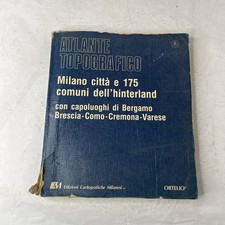 ATLANTE
TOPOGRAFICO
Milano città e 175
comuni dell'hinterland
con capoluoghi di Bergamo
Brescia-Como-Cremona-Varese
Edizioni Cartografiche Milanesi
ORTELIO